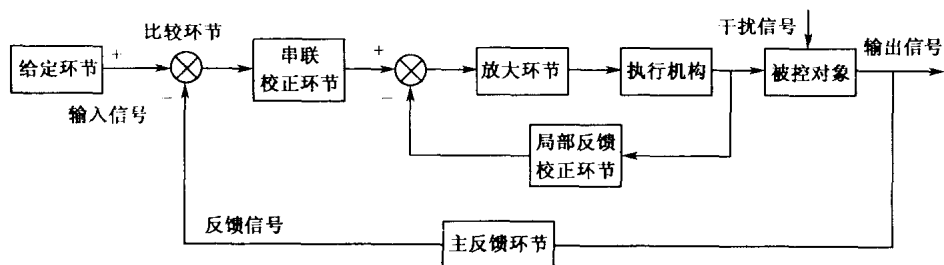 干扰信号
比较环节
输出信号
+
给定环节
串联
校正环节
+
放大环节
执行机构
被控对象
−
−
输入信号
局部反馈
校正环节
反馈信号
主反馈环节